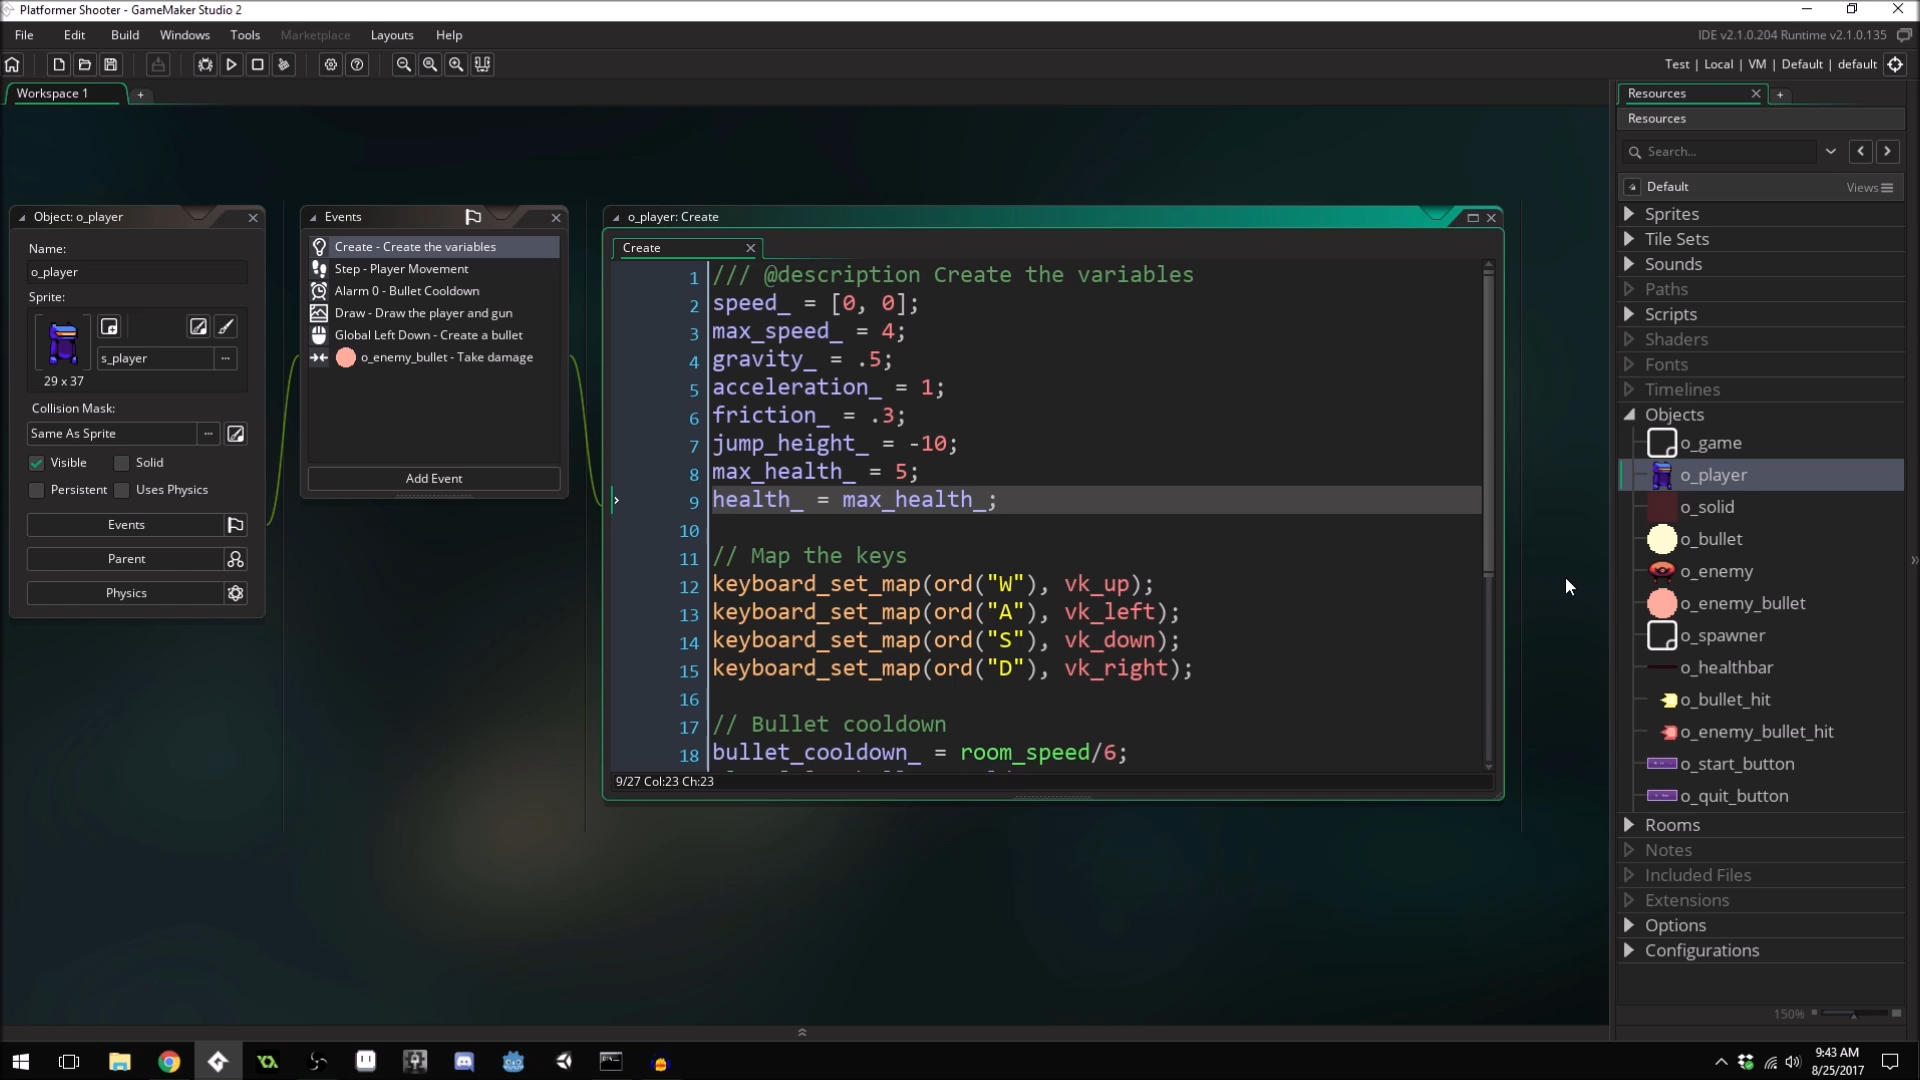 Platformer Shooter - GameMaker Studio 2
File Edit Build Windows Tools Marketplace Layouts Help
IDE v2.1.0.204 Runtime v2.1.0.135
Test | Local | VM | Default | default
Workspace 1
Object: o_player
Name:
o_player
Sprite:
s_player
29 x 37
Collision Mask:
Same As Sprite
Visible Solid
Persistent Uses Physics
Events
Parent
Physics
Events
Create - Create the variables
Step - Player Movement
Alarm 0 - Bullet Cooldown
Draw - Draw the player and gun
Global Left Down - Create a bullet
o_enemy_bullet - Take damage
Add Event
o_player: Create
Create
1 /// @description Create the variables
2 speed_ = [0, 0];
3 max_speed_ = 4;
4 gravity_ = .5;
5 acceleration_ = 1;
6 friction_ = .3;
7 jump_height_ = -10;
8 max_health_ = 5;
9 health_ = max_health_;
10
11 // Map the keys
12 keyboard_set_map(ord("W"), vk_up);
13 keyboard_set_map(ord("A"), vk_left);
14 keyboard_set_map(ord("S"), vk_down);
15 keyboard_set_map(ord("D"), vk_right);
16
17 // Bullet cooldown
18 bullet_cooldown_ = room_speed/6;
9/27 Col:23 Ch:23
Resources
Resources
Search...
Default Views
Sprites
Tile Sets
Sounds
Paths
Scripts
Shaders
Fonts
Timelines
Objects
o_game
o_player
o_solid
o_bullet
o_enemy
o_enemy_bullet
o_spawner
o_healthbar
o_bullet_hit
o_enemy_bullet_hit
o_start_button
o_quit_button
Rooms
Notes
Included Files
Extensions
Options
Configurations
150%
9:43 AM
8/25/2017